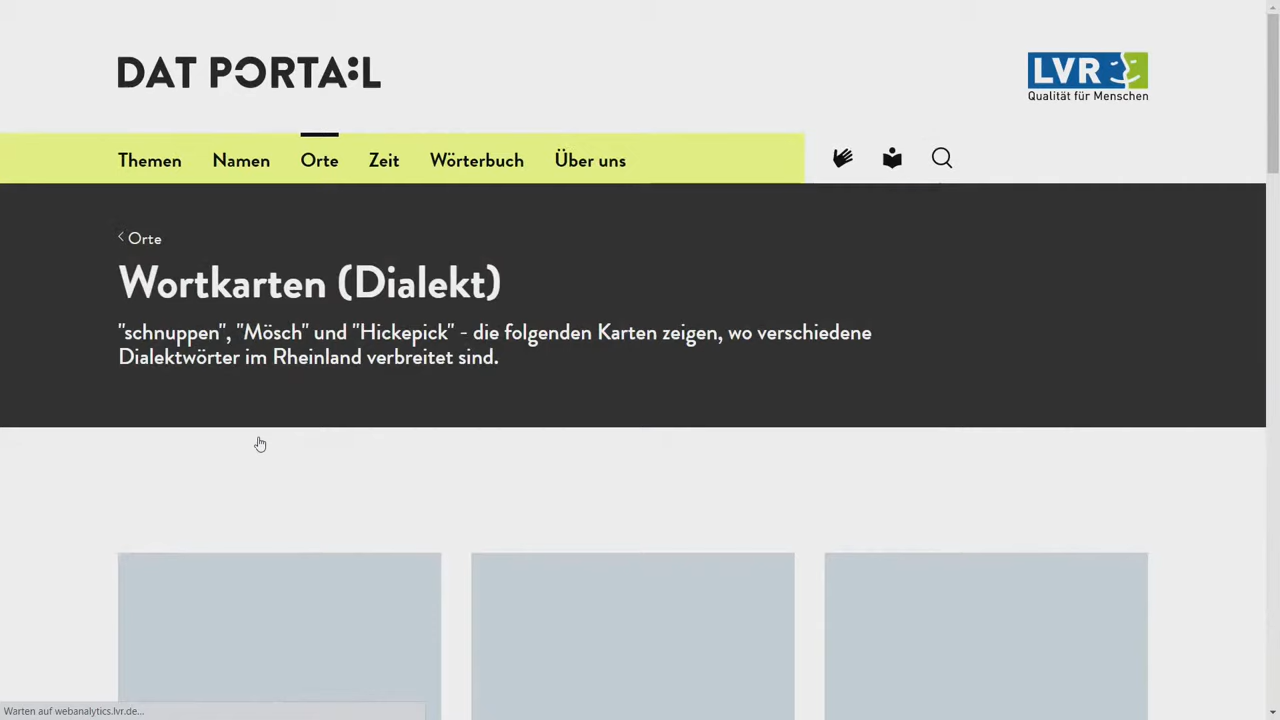 DAT PORTAL
LVR
Qualität für Menschen
Themen Namen Orte Zeit Wörterbuch Über uns
Orte
Wortkarten (Dialekt)
"schnuppen", "Mösch" und "Hickepick" - die folgenden Karten zeigen, wo verschiedene
Dialektwörter im Rheinland verbreitet sind.
Warten auf webanalytics.lvr.de...